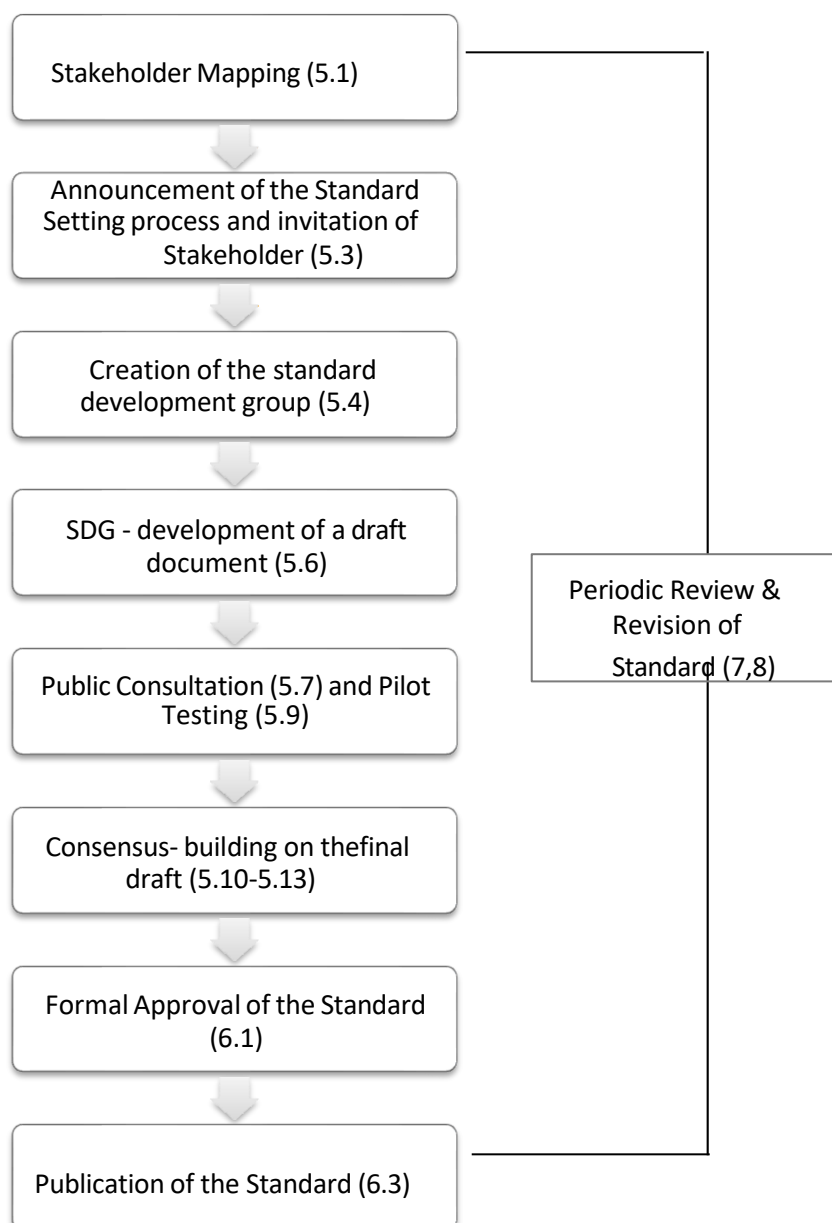 Stakeholder Mapping (5.1)
Announcement of the Standard
Setting process and invitation of
Stakeholder (5.3)
Creation of the standard
development group (5.4)
SDG - development of a draft
document (5.6)
Public Consultation (5.7) and Pilot
Testing (5.9)
Consensus- building on thefinal
draft (5.10-5.13)
Formal Approval of the Standard
(6.1)
Publication of the Standard (6.3)
Periodic Review &
Revision of
Standard (7,8)